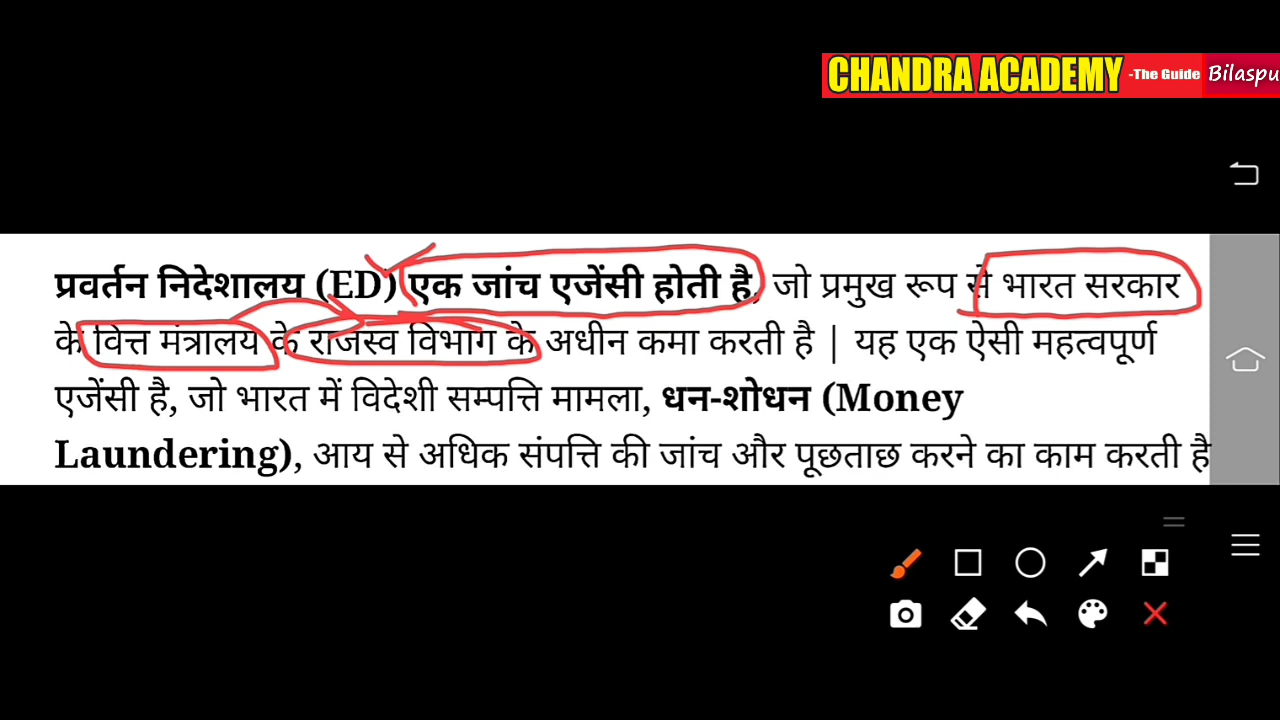 CHANDRA ACADEMY -The Guide Bilaspu
प्रवर्तन निदेशालय (ED) एक जांच एजेंसी होती है, जो प्रमुख रूप से भारत सरकार
के वित्त मंत्रालय के राजस्व विभाग के अधीन कमा करती है | यह एक ऐसी महत्वपूर्ण
एजेंसी है, जो भारत में विदेशी सम्पत्ति मामला, धन-शोधन (Money
Laundering), आय से अधिक संपत्ति की जांच और पूछताछ करने का काम करती है